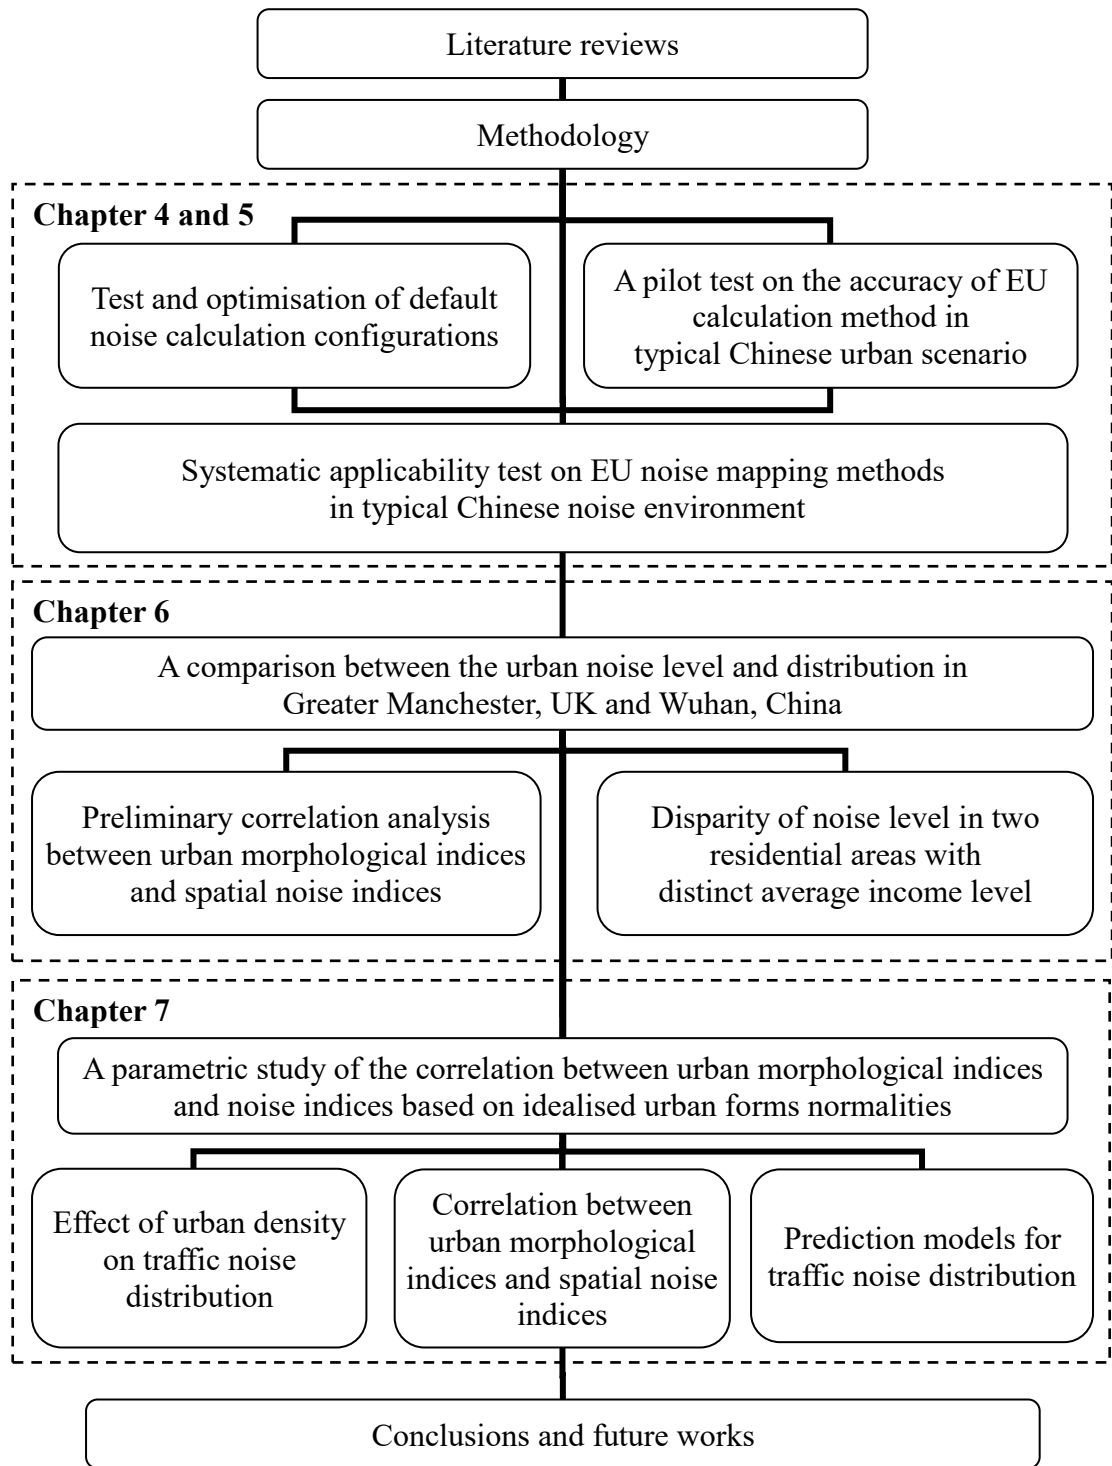 Literature reviews
Methodology
Chapter 4 and 5
Test and optimisation of default
noise calculation configurations
A pilot test on the accuracy of EU
calculation method in
typical Chinese urban scenario
Systematic applicability test on EU noise mapping methods
in typical Chinese noise environment
Chapter 6
A comparison between the urban noise level and distribution in
Greater Manchester, UK and Wuhan, China
Preliminary correlation analysis
between urban morphological indices
and spatial noise indices
Disparity of noise level in two
residential areas with
distinct average income level
Chapter 7
A parametric study of the correlation between urban morphological indices
and noise indices based on idealised urban forms normalities
Effect of urban density
on traffic noise
distribution
Correlation between
urban morphological
indices and spatial noise
indices
Prediction models for
traffic noise distribution
Conclusions and future works